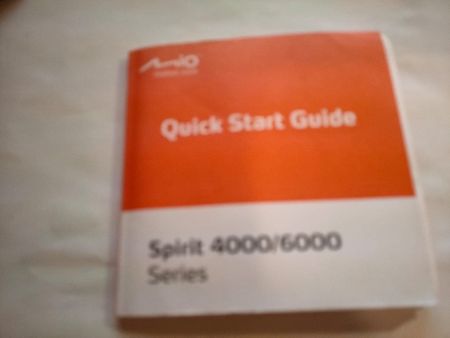 Mio
Quick Start Guide
Spirit 4000/6000
Series